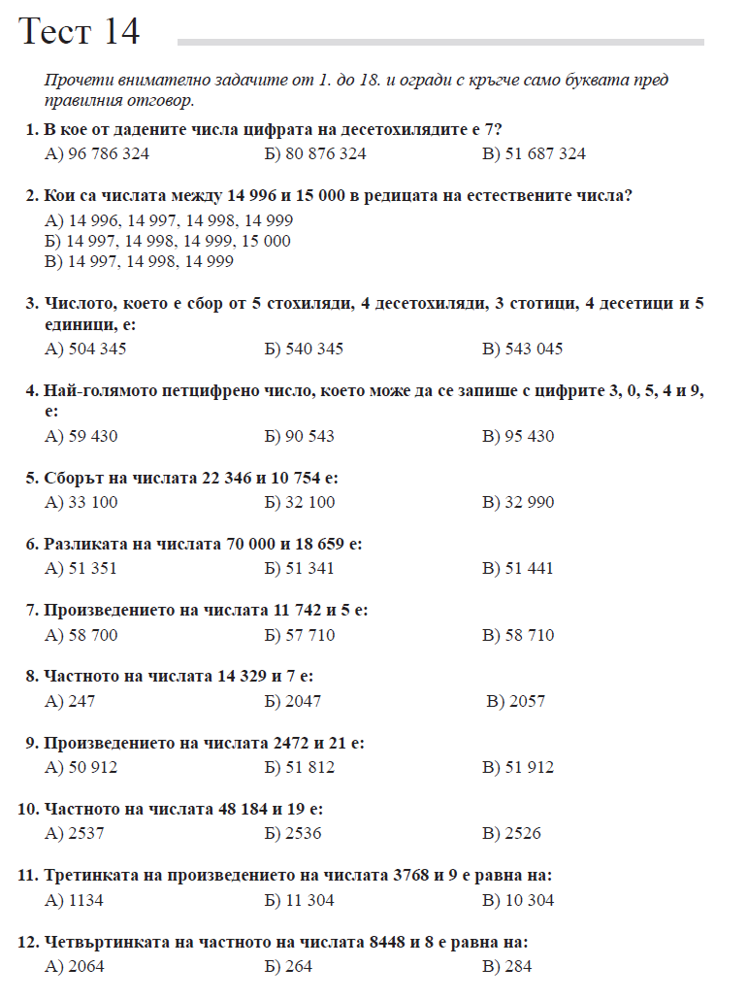 Тест 14
Прочети внимателно задачите от 1. до 18. и огради с кръгче само буквата пред
правилния отговор.
1. В кое от дадените числа цифрата на десетохилядите е 7?
А) 96 786 324 Б) 80 876 324 В) 51 687 324
2. Кои са числата между 14 996 и 15 000 в редицата на естествените числа?
А) 14 996, 14 997, 14 998, 14 999
Б) 14 997, 14 998, 14 999, 15 000
В) 14 997, 14 998, 14 999
3. Числото, което е сбор от 5 стохиляди, 4 десетохиляди, 3 стотици, 4 десетици и 5
единици, е:
А) 504 345 Б) 540 345 В) 543 045
4. Най-голямото петцифрено число, което може да се запише с цифрите 3, 0, 5, 4 и 9,
е:
А) 59 430 Б) 90 543 В) 95 430
5. Сборът на числата 22 346 и 10 754 е:
А) 33 100 Б) 32 100 В) 32 990
6. Разликата на числата 70 000 и 18 659 е:
А) 51 351 Б) 51 341 В) 51 441
7. Произведението на числата 11 742 и 5 е:
А) 58 700 Б) 57 710 В) 58 710
8. Частното на числата 14 329 и 7 е:
А) 247 Б) 2047 В) 2057
9. Произведението на числата 2472 и 21 е:
А) 50 912 Б) 51 812 В) 51 912
10. Частното на числата 48 184 и 19 е:
А) 2537 Б) 2536 В) 2526
11. Третинката на произведението на числата 3768 и 9 е равна на:
А) 1134 Б) 11 304 В) 10 304
12. Четвъртинката на частното на числата 8448 и 8 е равна на:
А) 2064 Б) 264 В) 284